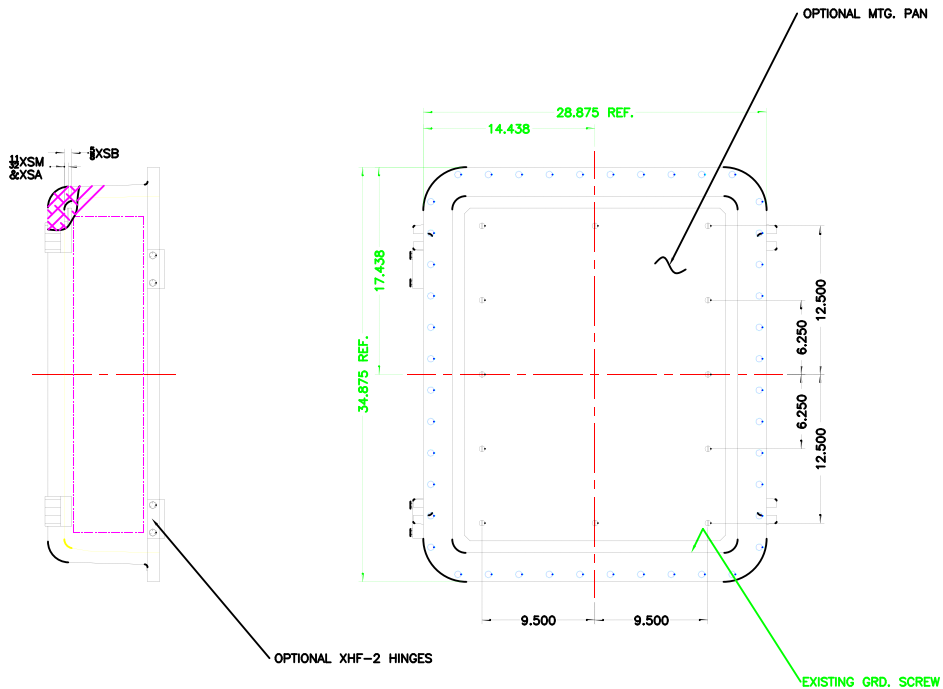 OPTIONAL MTG. PAN
28.875 REF.
14.438
XSM
&XSA
XSB
17.438
34.875 REF.
6.250
12.500
6.250
12.500
9.500
9.500
OPTIONAL XHF-2 HINGES
EXISTING GRD. SCREW